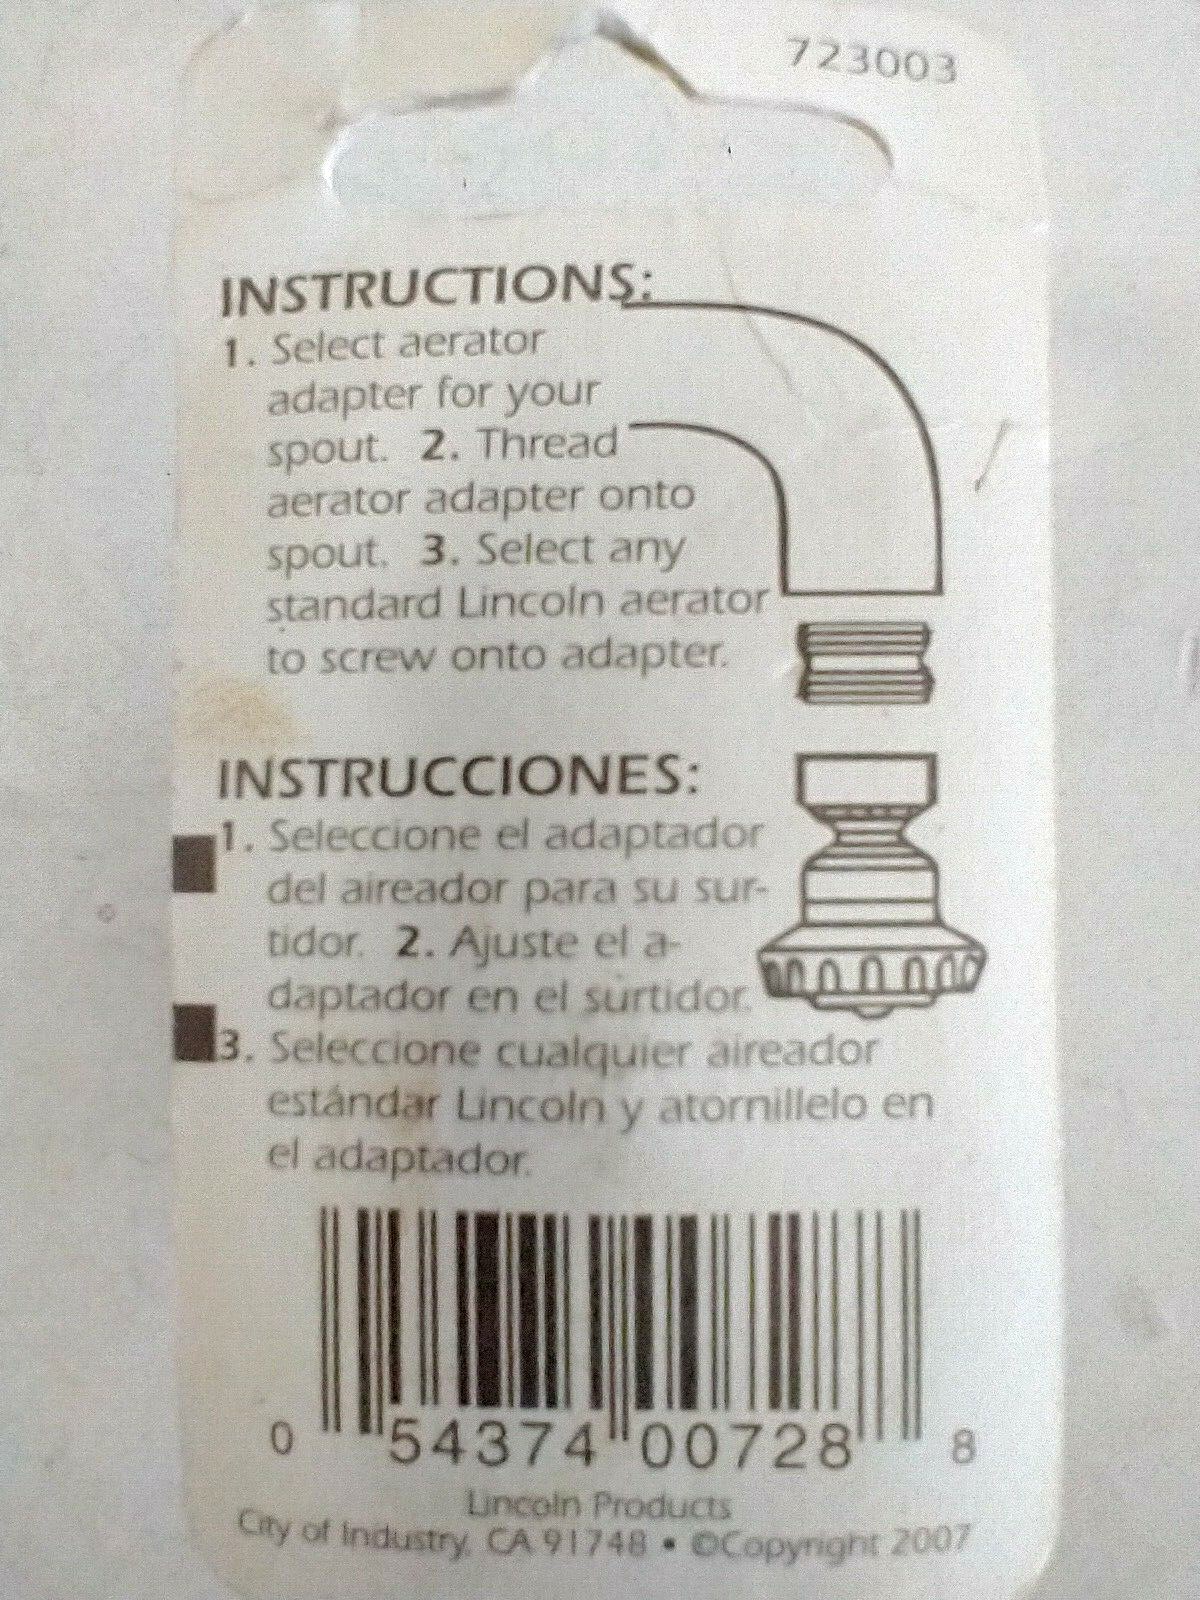 723003
INSTRUCTIONS:
1. Select aerator
adapter for your
spout. 2. Thread
aerator adapter onto
spout. 3. Select any
standard Lincoln aerator
to screw onto adapter.
INSTRUCCIONES:
1. Seleccione el adaptador
del aireador para su sur-
tidor. 2. Ajuste el a-
daptador en el surtidor.
3. Seleccione cualquier aireador
estándar Lincoln y atornillelo en
el adaptador.
0 54374 00728 8
Lincoln Products
City of Industry, CA 91748 • ©Copyright 2007